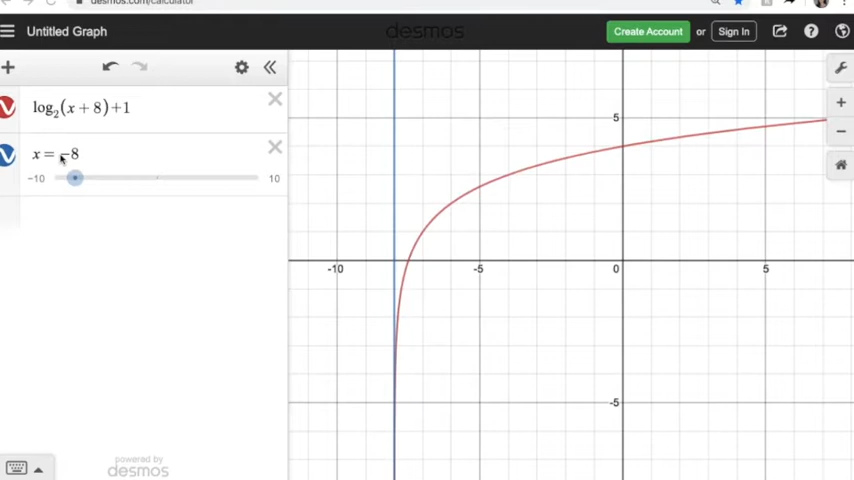 desmos.com/calculator
Untitled Graph desmos Create Account or Sign In
log₂(x + 8) + 1
x = −8
−10 10
5
-10 -5 0 5
-5
powered by
desmos